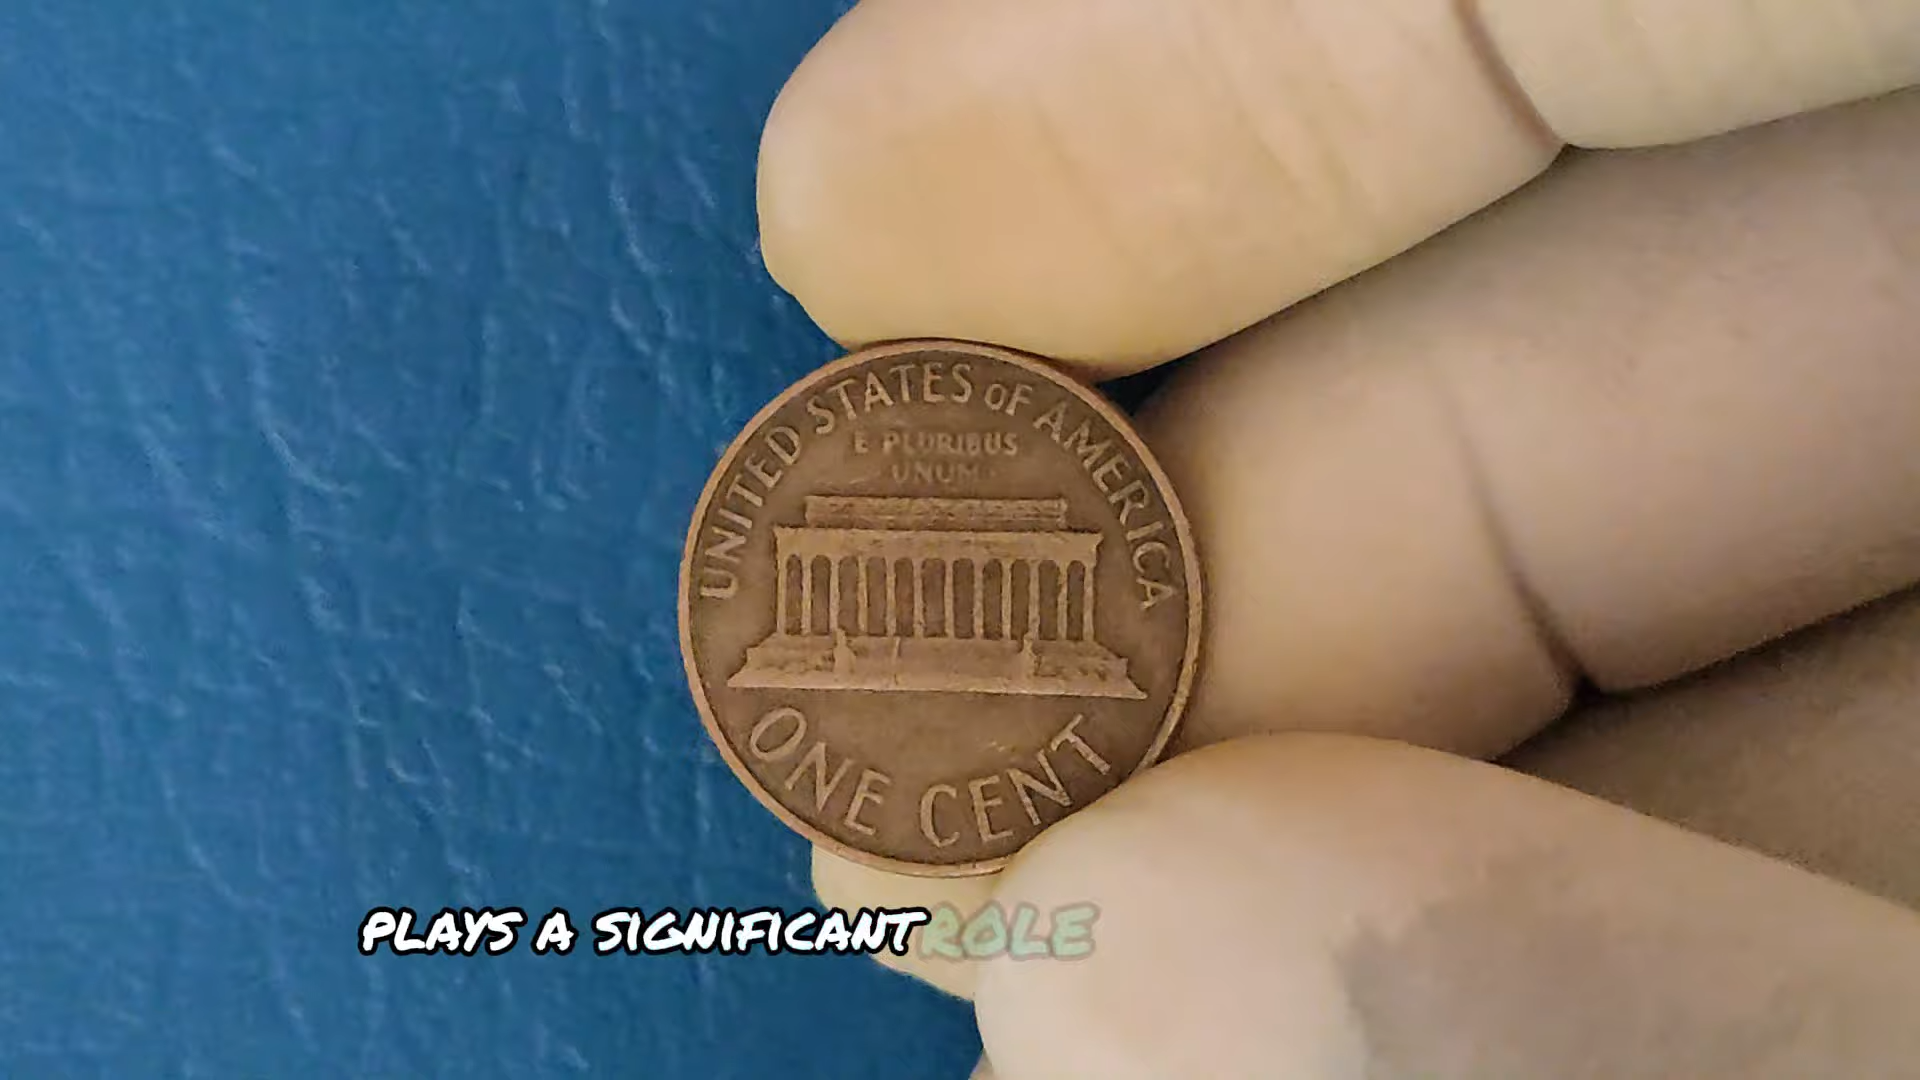 UNITED STATES OF AMERICA
E PLURIBUS
UNUM
ONE CENT
PLAYS A SIGNIFICANT ROLE